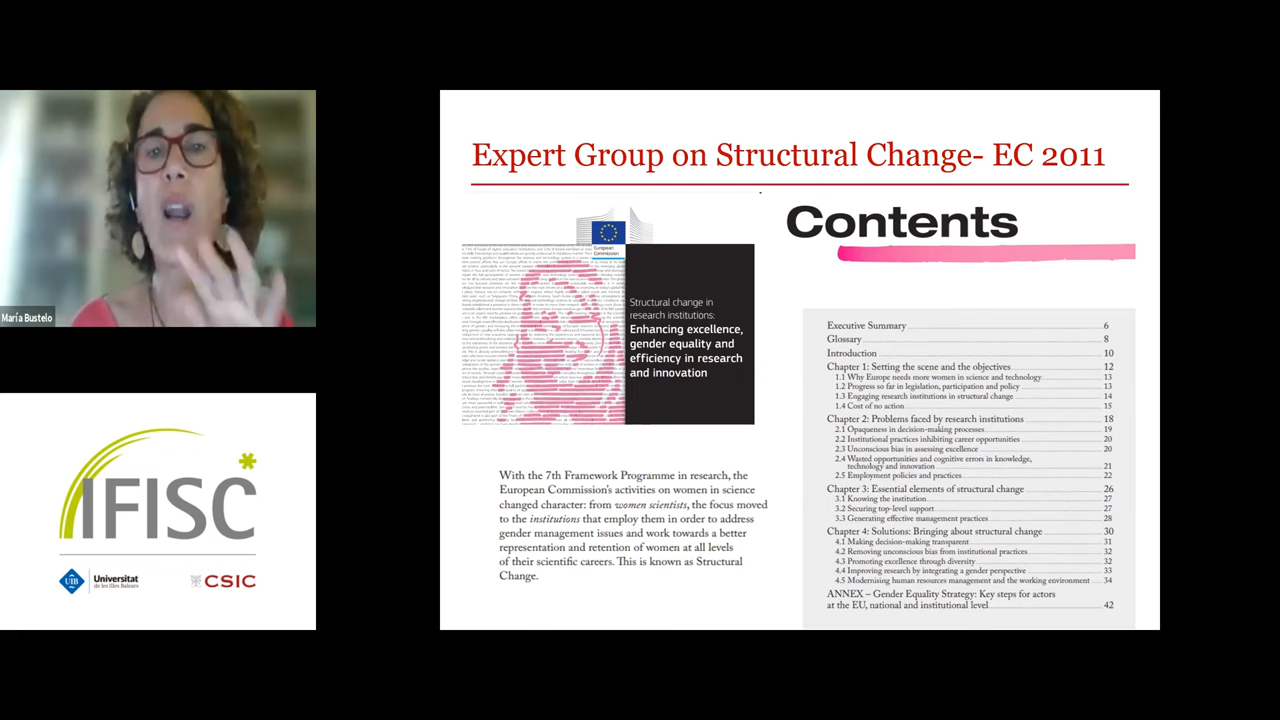 María Bustelo
IFISC
UIB
Universitat
de les Illes Balears
CSIC
Expert Group on Structural Change- EC 2011
European
Commission
Structural change in
research institutions:
Enhancing excellence,
gender equality and
efficiency in research
and innovation
With the 7th Framework Programme in research, the
European Commission's activities on women in science
changed character: from women scientists, the focus moved
to the institutions that employ them in order to address
gender management issues and work towards a better
representation and retention of women at all levels
of their scientific careers. This is known as Structural
Change.
Contents
Executive Summary 6
Glossary 8
Introduction 10
Chapter 1: Setting the scene and the objectives 12
1.1 Why Europe needs more women in science and technology 13
1.2 Progress so far in legislation, participation and policy 13
1.3 Engaging research institutions in structural change 14
1.4 Cost of no action 15
Chapter 2: Problems faced by research institutions 18
2.1 Opaqueness in decision-making processes 19
2.2 Institutional practices inhibiting career opportunities 20
2.3 Unconscious bias in assessing excellence 20
2.4 Wasted opportunities and cognitive errors in knowledge,
technology and innovation 21
2.5 Employment policies and practices 22
Chapter 3: Essential elements of structural change 26
3.1 Knowing the institution 27
3.2 Securing top-level support 27
3.3 Generating effective management practices 28
Chapter 4: Solutions: Bringing about structural change 30
4.1 Making decision-making transparent 31
4.2 Removing unconscious bias from institutional practices 32
4.3 Promoting excellence through diversity 32
4.4 Improving research by integrating a gender perspective 33
4.5 Modernising human resources management and the working environment 34
ANNEX – Gender Equality Strategy: Key steps for actors
at the EU, national and institutional level 42